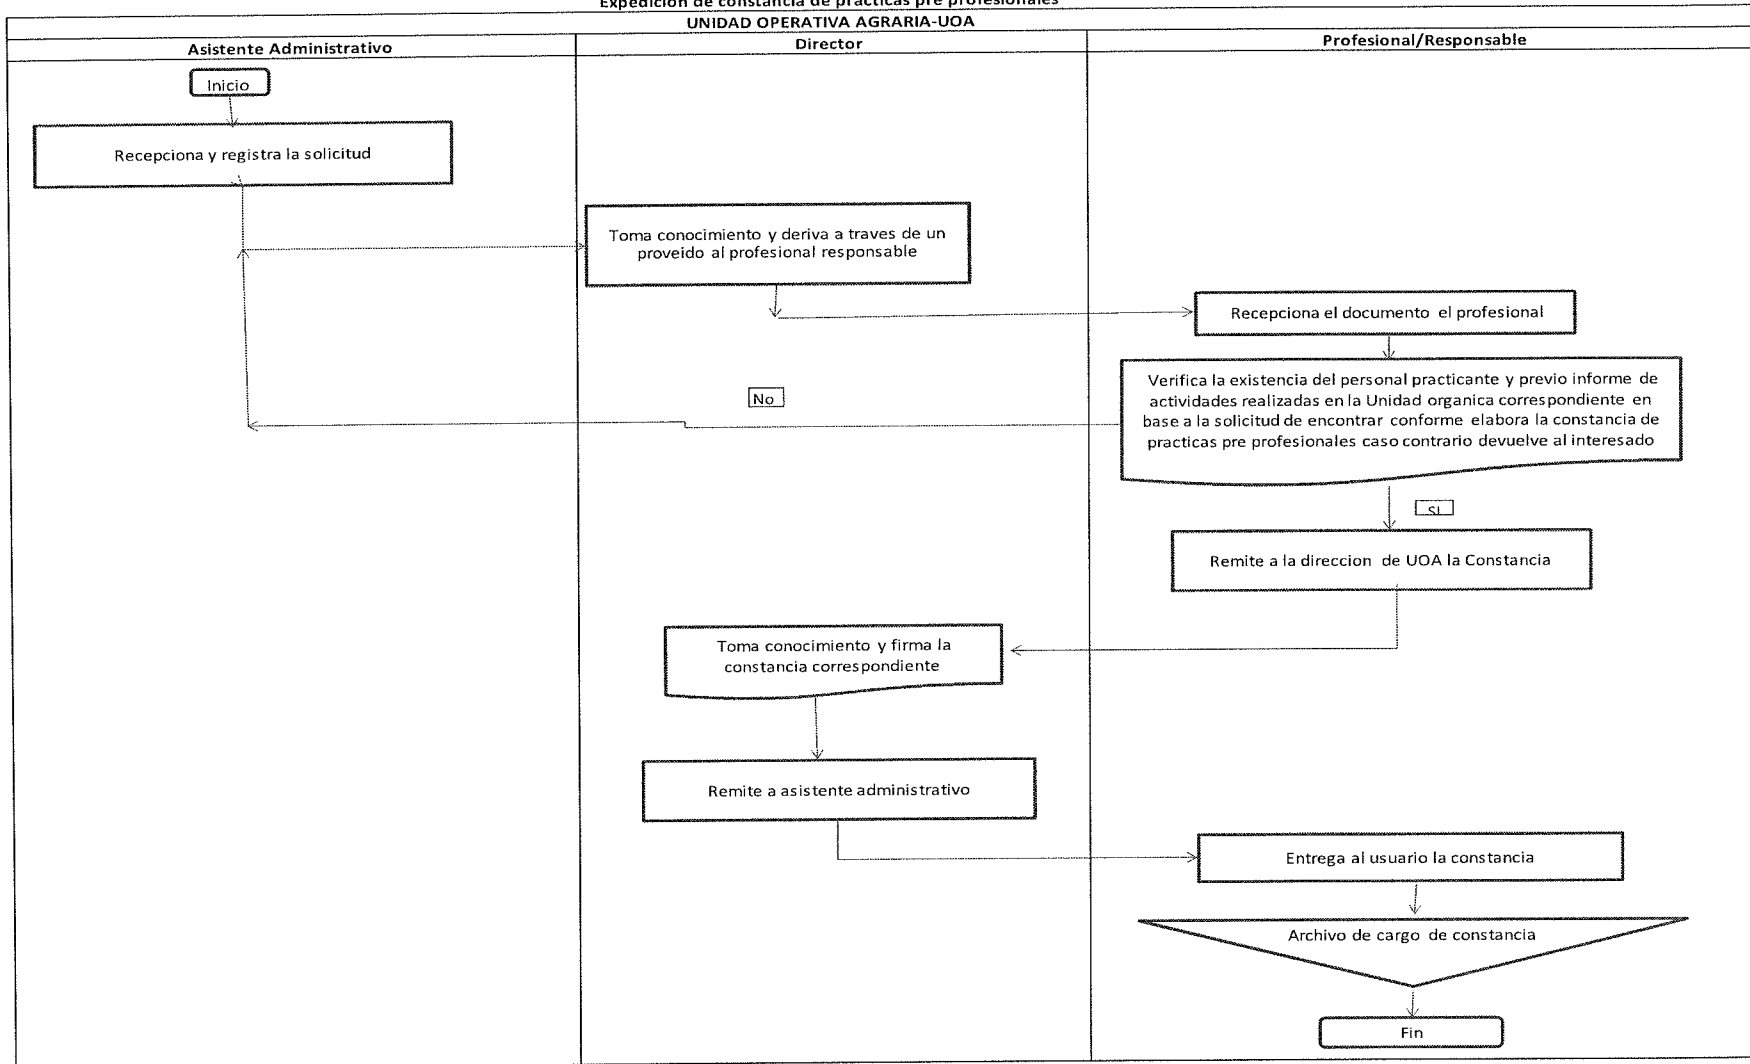 Expedición de constancia de practicas pre profesionales
UNIDAD OPERATIVA AGRARIA-UOA
Asistente Administrativo
Director
Profesional/Responsable
Inicio
Recepciona y registra la solicitud
Toma conocimiento y deriva a traves de un
proveido al profesional responsable
Recepciona el documento el profesional
Verifica la existencia del personal practicante y previo informe de
actividades realizadas en la Unidad organica correspondiente en
base a la solicitud de encontrar conforme elabora la constancia de
practicas pre profesionales caso contrario devuelve al interesado
No
SI
Remite a la direccion de UOA la Constancia
Toma conocimiento y firma la
constancia correspondiente
Remite a asistente administrativo
Entrega al usuario la constancia
Archivo de cargo de constancia
Fin